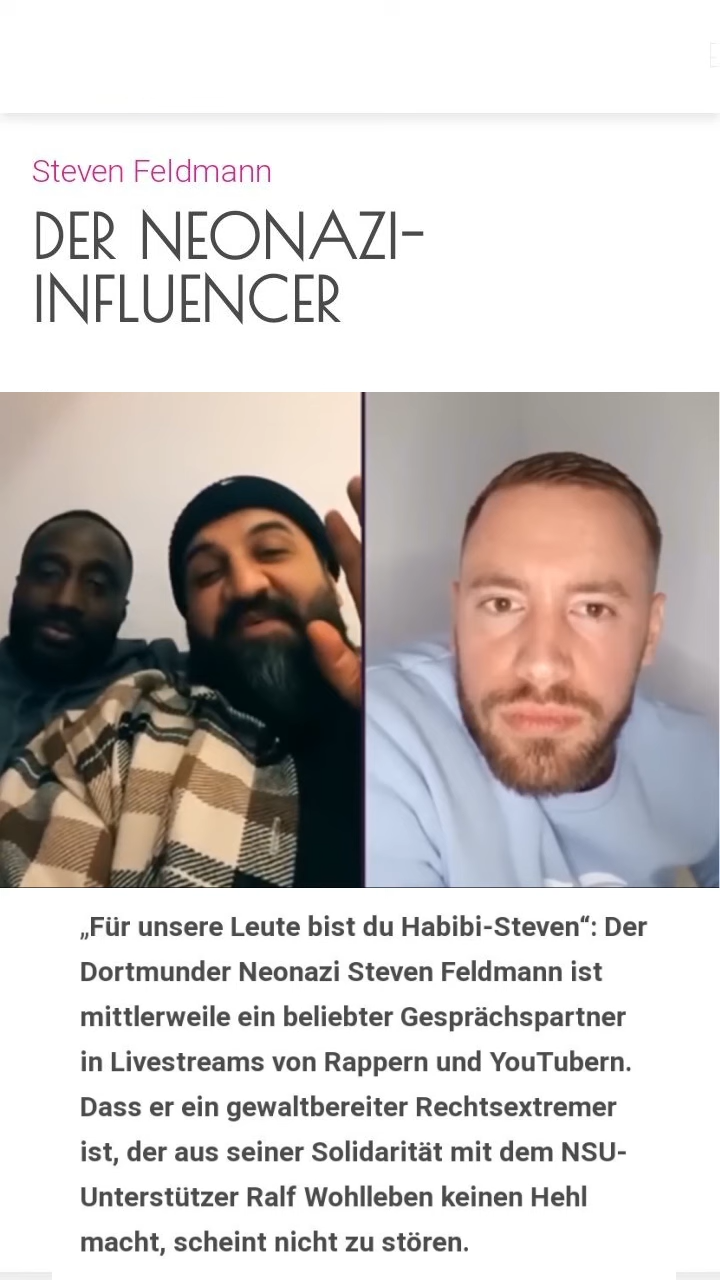 Steven Feldmann
DER NEONAZI-
INFLUENCER
„Für unsere Leute bist du Habibi-Steven“: Der
Dortmunder Neonazi Steven Feldmann ist
mittlerweile ein beliebter Gesprächspartner
in Livestreams von Rappern und YouTubern.
Dass er ein gewaltbereiter Rechtsextremer
ist, der aus seiner Solidarität mit dem NSU-
Unterstützer Ralf Wohlleben keinen Hehl
macht, scheint nicht zu stören.